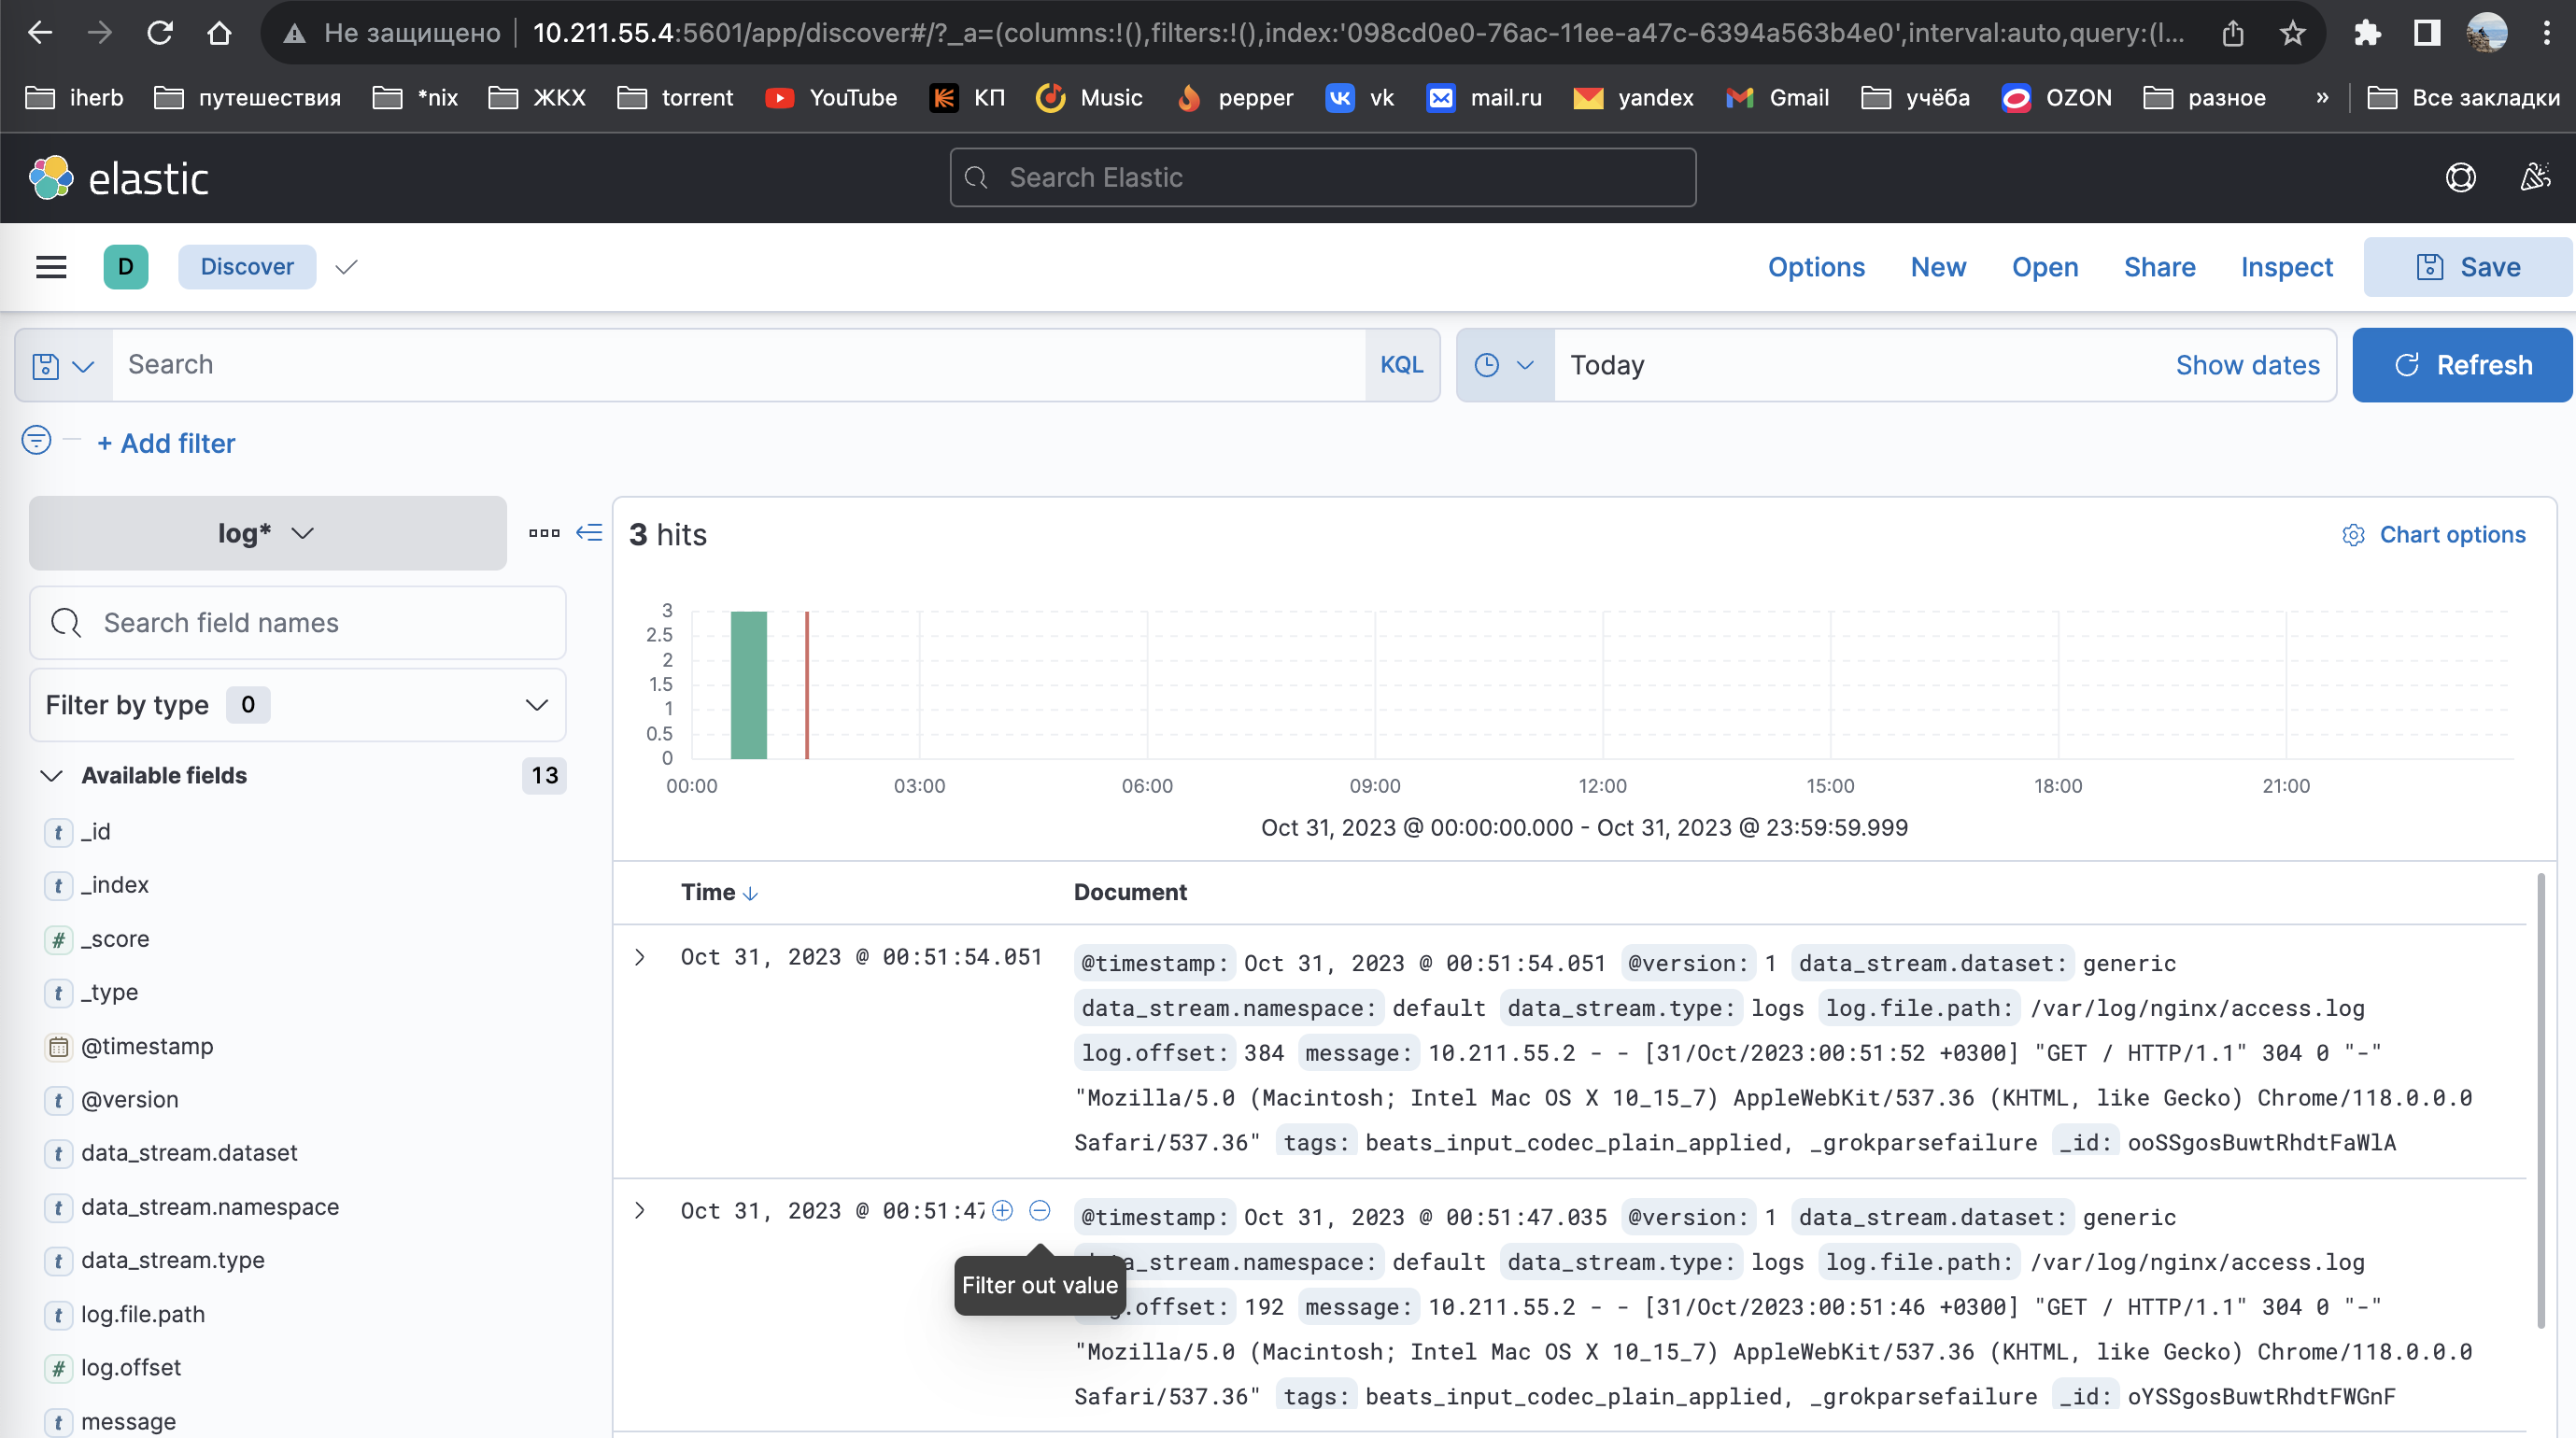 Не защищено | 10.211.55.4:5601/app/discover#/?_a=(columns:!(),filters:!(),index:'098cd0e0-76ac-11ee-a47c-6394a563b4e0',interval:auto,query:(l...
iherb путешествия *nix ЖКХ torrent YouTube КП Music pepper vk mail.ru yandex Gmail учёба OZON разное » Все закладки
elastic Search Elastic
D Discover Options New Open Share Inspect Save
Search KQL Today Show dates Refresh
+ Add filter
log*
3 hits Chart options
Search field names
Filter by type 0
Available fields 13
_id
_index
_score
_type
@timestamp
@version
data_stream.dataset
data_stream.namespace
data_stream.type
log.file.path
log.offset
message
3
2.5
2
1.5
1
0.5
0
00:00 03:00 06:00 09:00 12:00 15:00 18:00 21:00
Oct 31, 2023 @ 00:00:00.000 - Oct 31, 2023 @ 23:59:59.999
Time Document
Oct 31, 2023 @ 00:51:54.051 @timestamp: Oct 31, 2023 @ 00:51:54.051 @version: 1 data_stream.dataset: generic
data_stream.namespace: default data_stream.type: logs log.file.path: /var/log/nginx/access.log
log.offset: 384 message: 10.211.55.2 - - [31/Oct/2023:00:51:52 +0300] "GET / HTTP/1.1" 304 0 "-"
"Mozilla/5.0 (Macintosh; Intel Mac OS X 10_15_7) AppleWebKit/537.36 (KHTML, like Gecko) Chrome/118.0.0.0
Safari/537.36" tags: beats_input_codec_plain_applied, _grokparsefailure _id: ooSSgosBuwtRhdtFaWlA
Oct 31, 2023 @ 00:51:47 @timestamp: Oct 31, 2023 @ 00:51:47.035 @version: 1 data_stream.dataset: generic
a_stream.namespace: default data_stream.type: logs log.file.path: /var/log/nginx/access.log
Filter out value
.offset: 192 message: 10.211.55.2 - - [31/Oct/2023:00:51:46 +0300] "GET / HTTP/1.1" 304 0 "-"
"Mozilla/5.0 (Macintosh; Intel Mac OS X 10_15_7) AppleWebKit/537.36 (KHTML, like Gecko) Chrome/118.0.0.0
Safari/537.36" tags: beats_input_codec_plain_applied, _grokparsefailure _id: oYSSgosBuwtRhdtFWGnF